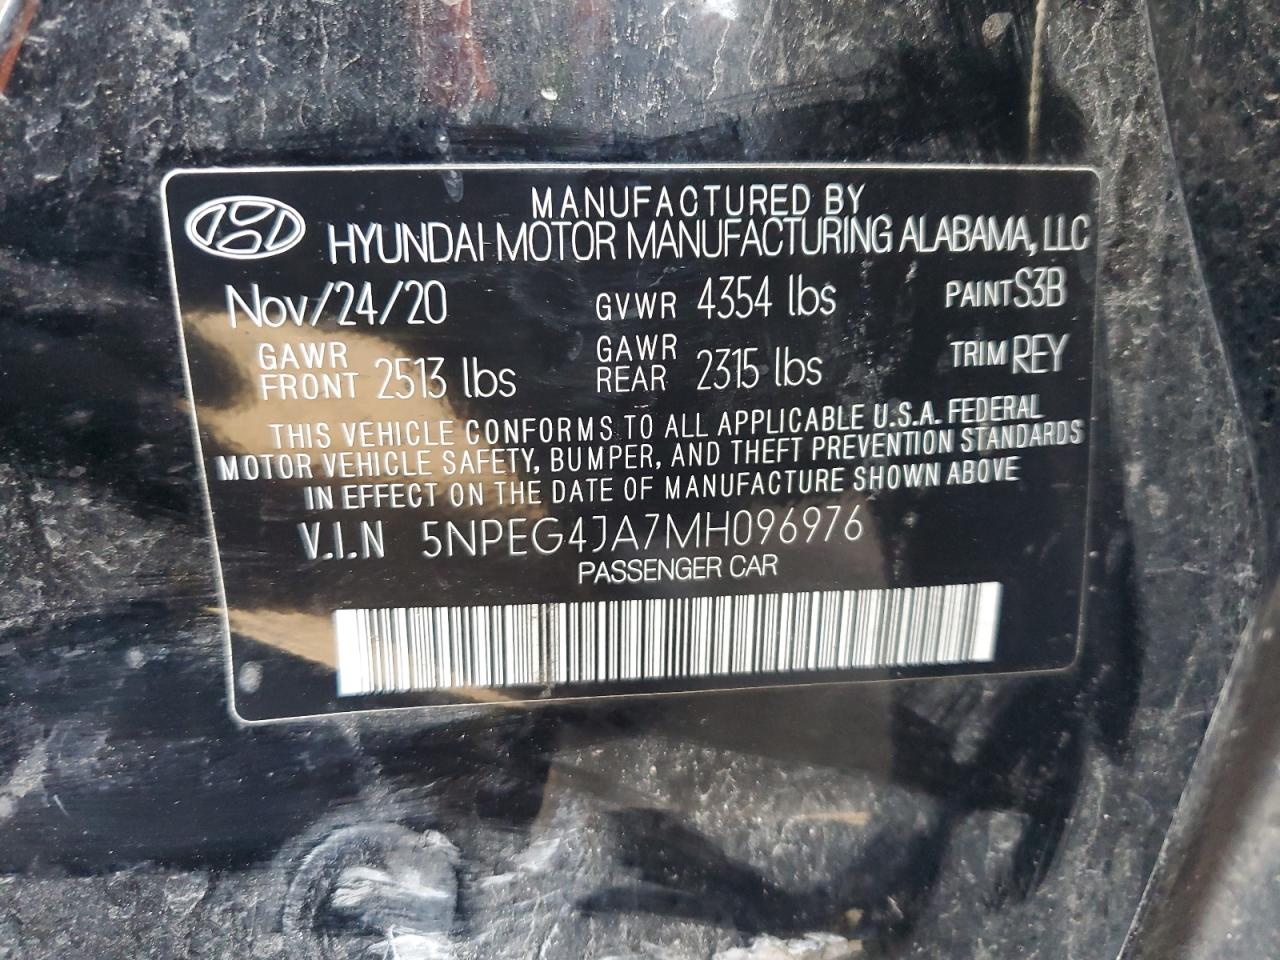 MANUFACTURED BY
HYUNDAI MOTOR MANUFACTURING ALABAMA, LLC
Nov/24/20 GVWR 4354 lbs PAINT S3B
GAWR FRONT 2513 lbs GAWR REAR 2315 lbs TRIM REY
THIS VEHICLE CONFORMS TO ALL APPLICABLE U.S.A. FEDERAL
MOTOR VEHICLE SAFETY, BUMPER, AND THEFT PREVENTION STANDARDS
IN EFFECT ON THE DATE OF MANUFACTURE SHOWN ABOVE
V.I.N 5NPEG4JA7MH096976
PASSENGER CAR